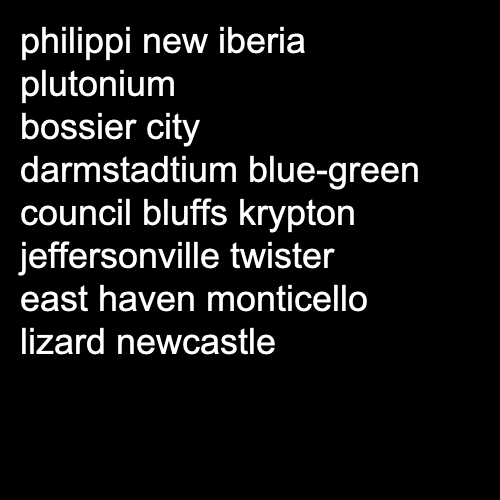 philippi new iberia
plutonium
bossier city
darmstadtium blue-green
council bluffs krypton
jeffersonville twister
east haven monticello
lizard newcastle